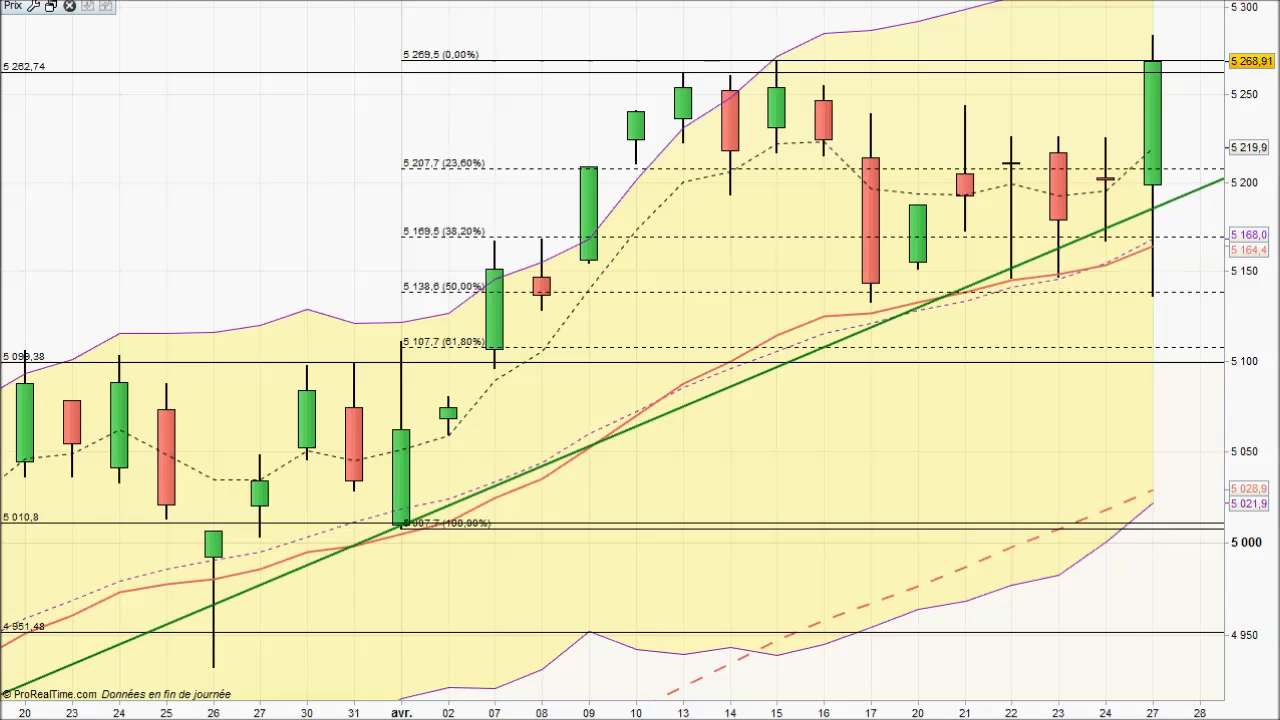 Prix
5 300
5 269,5 (0,00%)
5 268,91
5 262,74
5 250
5 207,7 (23,60%)
5 219,9
5 200
5 169,5 (38,20%)
5 168,0
5 164,4
5 150
5 138,6 (50,00%)
5 107,7 (61,80%)
5 099,38
5 100
5 050
5 028,9
5 021,9
5 010,8
5 007,7 (100,00%)
5 000
4 951,48
4 950
© ProRealTime.com Données en fin de journée
20 23 24 25 26 27 30 31 avr. 02 07 08 09 10 13 14 15 16 17 20 21 22 23 24 27 28